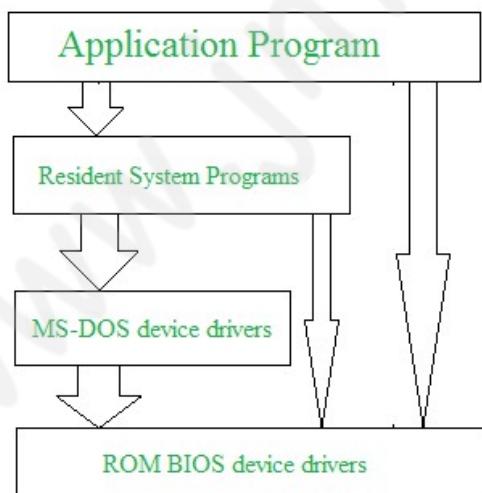 Application Program
Resident System Programs
MS-DOS device drivers
ROM BIOS device drivers